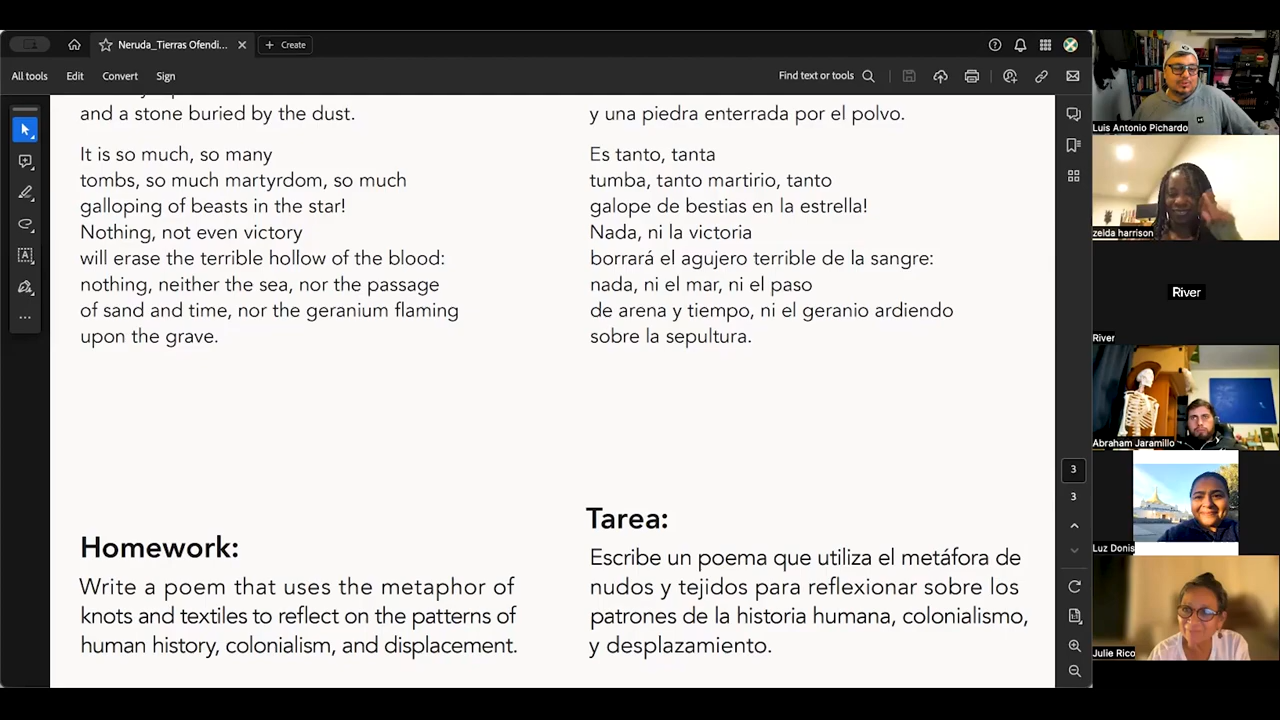 Neruda_Tierras Ofendi...
Create
All tools
Edit
Convert
Sign
Find text or tools
and a stone buried by the dust.
It is so much, so many
tombs, so much martyrdom, so much
galloping of beasts in the star!
Nothing, not even victory
will erase the terrible hollow of the blood:
nothing, neither the sea, nor the passage
of sand and time, nor the geranium flaming
upon the grave.
Homework:
Write a poem that uses the metaphor of
knots and textiles to reflect on the patterns of
human history, colonialism, and displacement.
y una piedra enterrada por el polvo.
Es tanto, tanta
tumba, tanto martirio, tanto
galope de bestias en la estrella!
Nada, ni la victoria
borrará el agujero terrible de la sangre:
nada, ni el mar, ni el paso
de arena y tiempo, ni el geranio ardiendo
sobre la sepultura.
Tarea:
Escribe un poema que utiliza el metáfora de
nudos y tejidos para reflexionar sobre los
patrones de la historia humana, colonialismo,
y desplazamiento.
3
3
Luis Antonio Pichardo
zelda harrison
River
River
Abraham Jaramillo
Luz Donis
Julie Rico